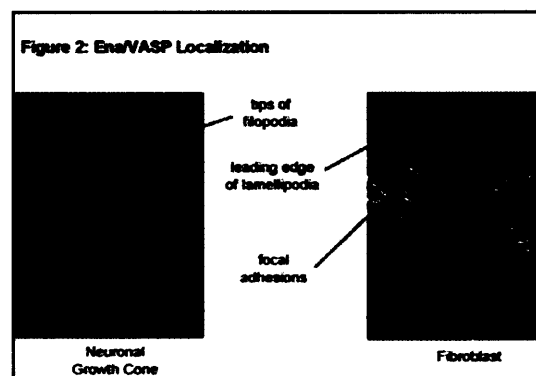 Figure 2: Ena/VASP Localization
tips of
filopodia
leading edge
of lamellipodia
focal
adhesions
Neuronal
Growth Cone
Fibroblast